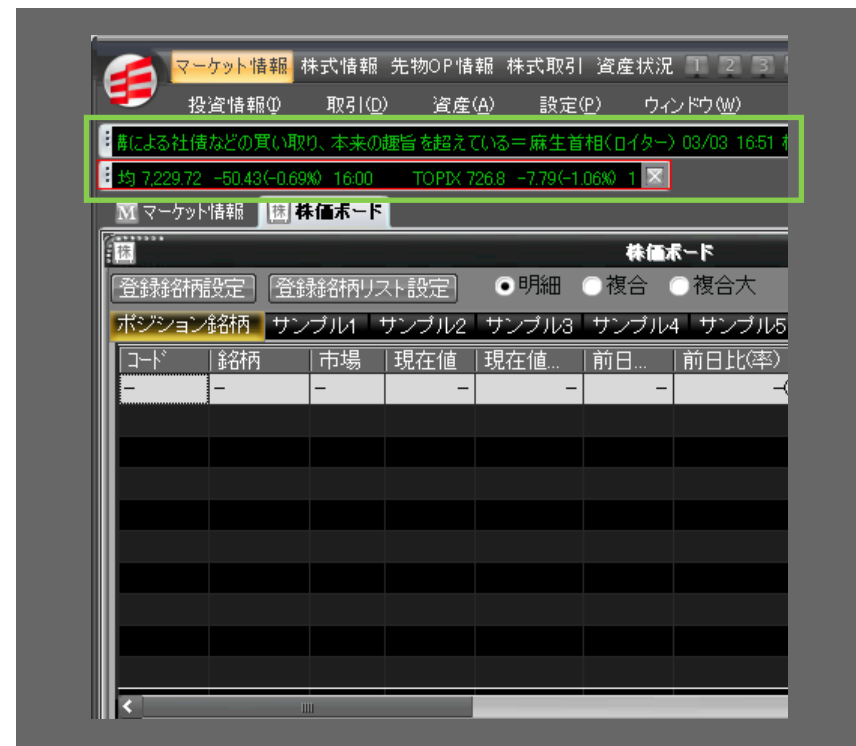 マーケット情報 株式情報 先物OP情報 株式取引 資産状況 1 2 3
投資情報(I) 取引(D) 資産(A) 設定(P) ウィンドウ(W)
による社債などの買い取り、本来の趣旨を超えている=麻生首相(ロイター) 03/03 16:51
均 7,229.72 -50.43(-0.69%) 16:00 TOPIX 726.8 -7.79(-1.06%) 1
M マーケット情報 株 株価ボード
株 株価ボード
登録銘柄設定 登録銘柄リスト設定 明細 複合 複合大
ポジション銘柄 サンプル1 サンプル2 サンプル3 サンプル4 サンプル5
コード 銘柄 市場 現在値 現在値... 前日... 前日比(率)
- - - - - - -(